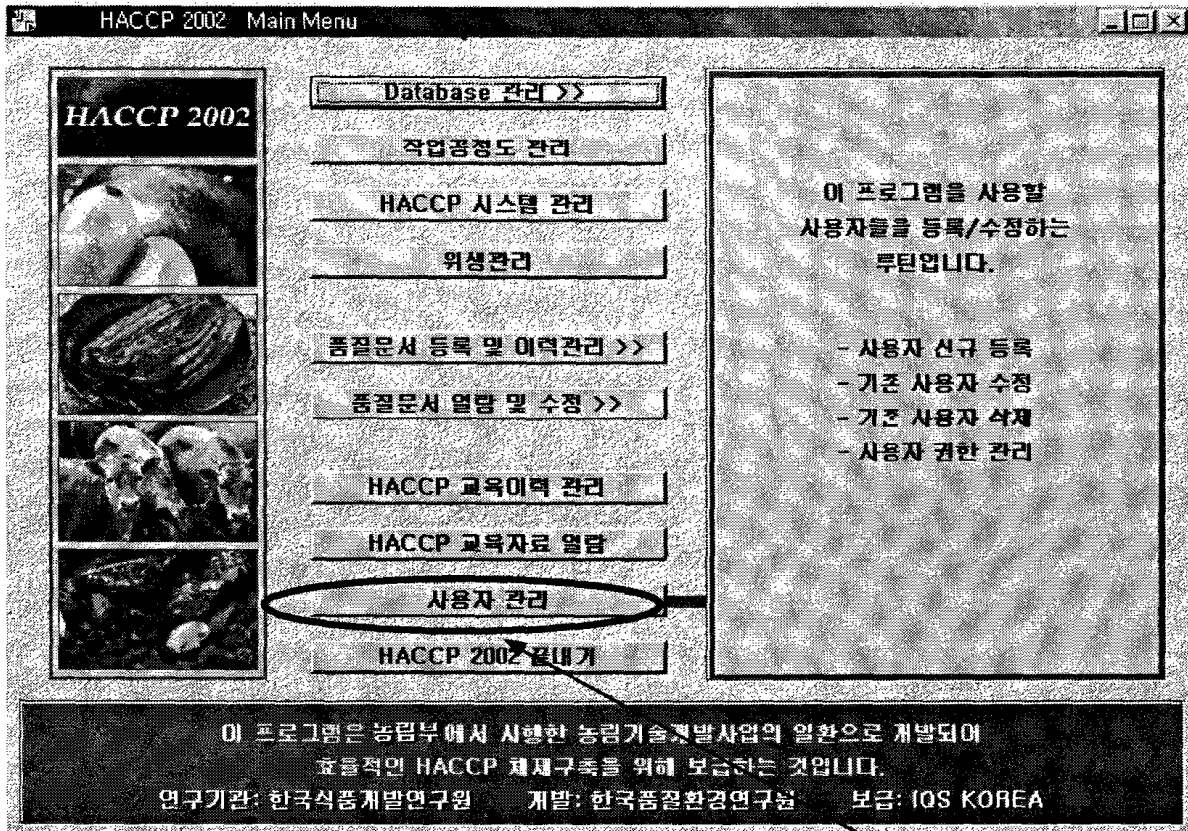 HACCP 2002   Main Menu
HACCP 2002
Database 관리 >>
작업공정도 관리
HACCP 시스템 관리
위생관리
품질문서 등록 및 이력관리 >>
품질문서 열람 및 수정 >>
HACCP 교육이력 관리
HACCP 교육자료 열람
사용자 관리
HACCP 2002 끝내기
이 프로그램을 사용할
사용자들을 등록/수정하는
루틴입니다.
- 사용자 신규 등록
- 기존 사용자 수정
- 기존 사용자 삭제
- 사용자 권한 관리
이 프로그램은 농림부에서 시행한 농림기술개발사업의 일환으로 개발되어
효율적인 HACCP 체제구축을 위해 보급하는 것입니다.
연구기관: 한국식품개발연구원   개발: 한국품질환경연구원   보급: IQS KOREA